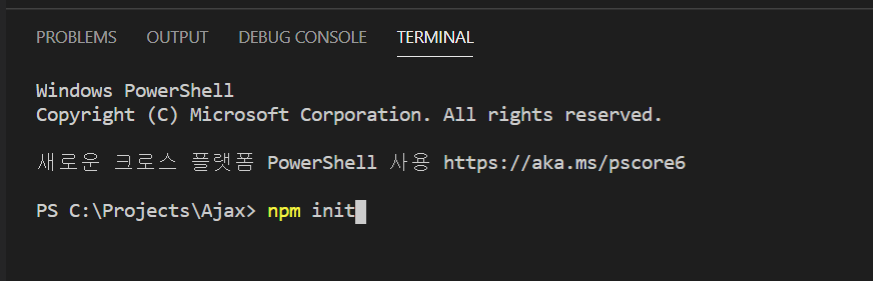 PROBLEMS OUTPUT DEBUG CONSOLE TERMINAL
Windows PowerShell
Copyright (C) Microsoft Corporation. All rights reserved.
새로운 크로스 플랫폼 PowerShell 사용 https://aka.ms/pscore6
PS C:\Projects\Ajax> npm init